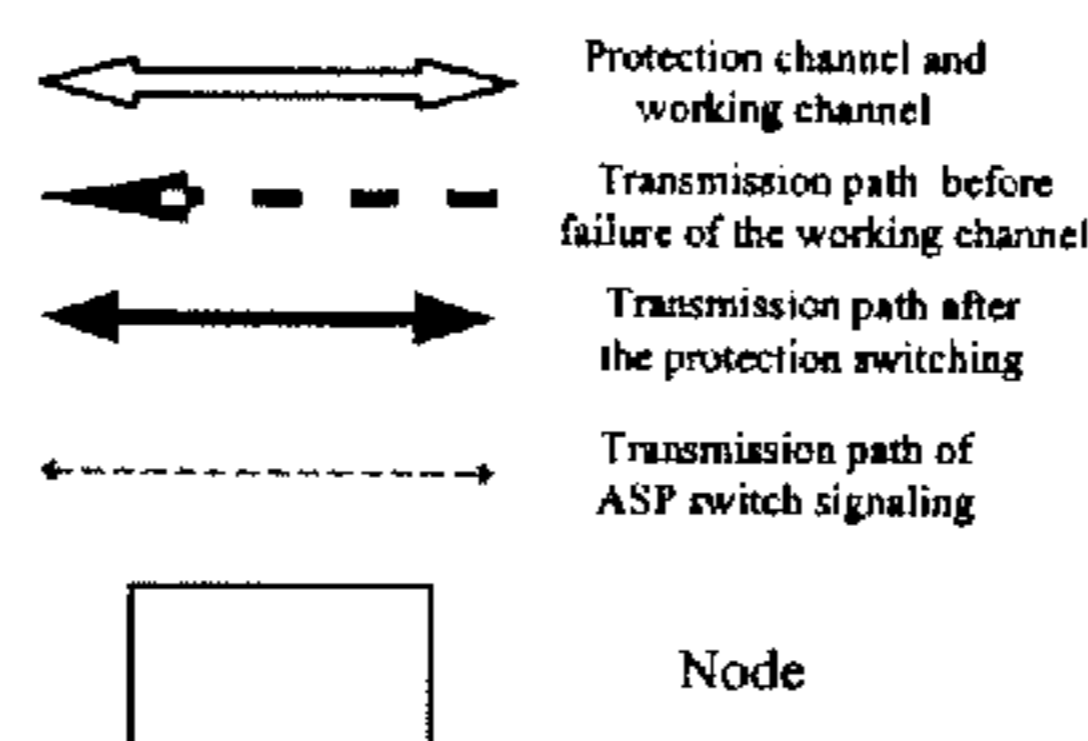 Protection channel and
working channel
Transmission path before
failure of the working channel
Transmission path after
the protection switching
Transmission path of
ASP switch signaling
Node